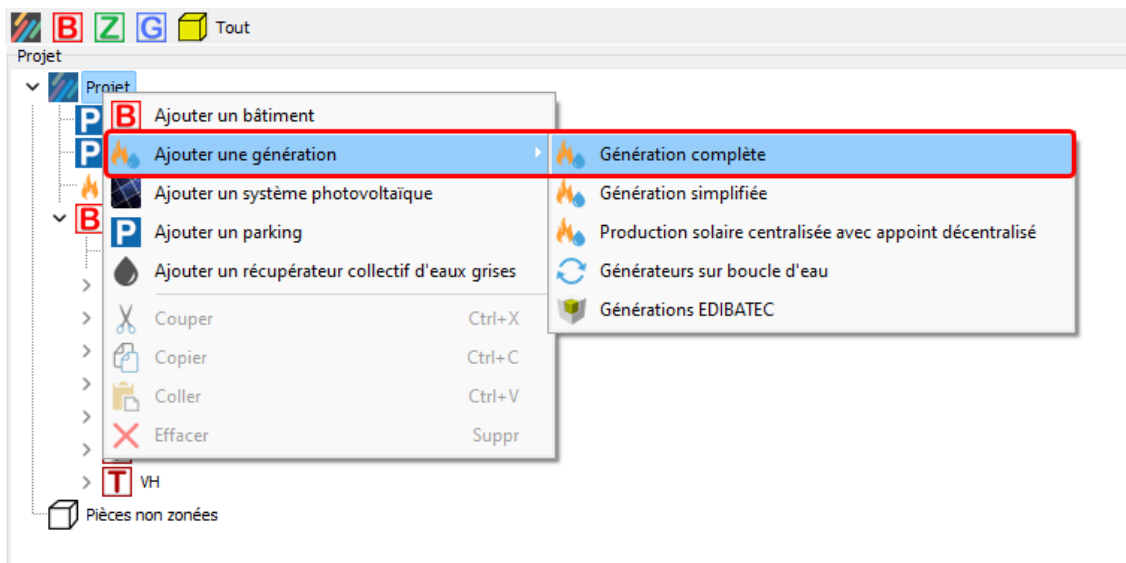 B Z G Tout
Projet
Projet
P B Ajouter un bâtiment
P Ajouter une génération
Génération complète
Ajouter un système photovoltaïque
Génération simplifiée
B P Ajouter un parking
Production solaire centralisée avec appoint décentralisé
Ajouter un récupérateur collectif d'eaux grises
Générateurs sur boucle d'eau
Générations EDIBATEC
Couper Ctrl+X
Copier Ctrl+C
Coller Ctrl+V
Effacer Suppr
T VH
Pièces non zonées